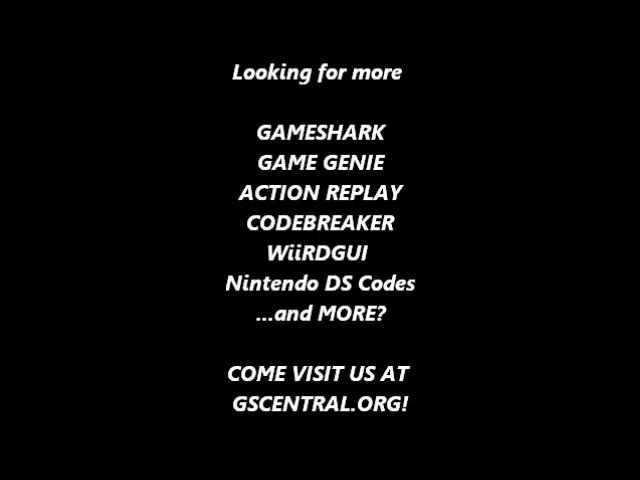 Looking for more
GAMESHARK
GAME GENIE
ACTION REPLAY
CODEBREAKER
WiiRDGUI
Nintendo DS Codes
...and MORE?
COME VISIT US AT
GSCENTRAL.ORG!